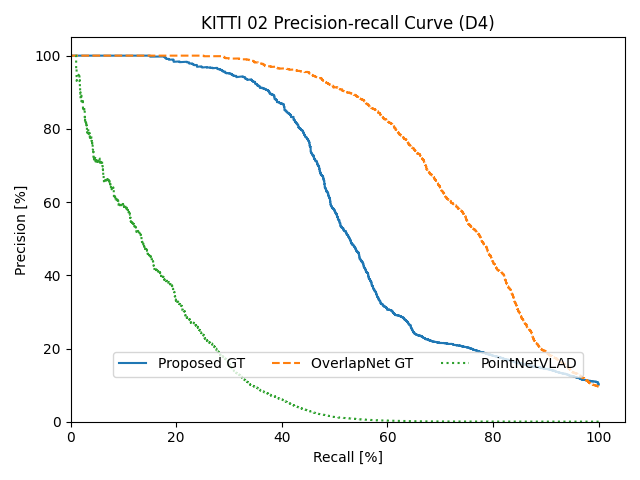 KITTI 02 Precision-recall Curve (D4)
Precision [%]
100
80
60
40
20
0
Proposed GT OverlapNet GT PointNetVLAD
0 20 40 60 80 100
Recall [%]